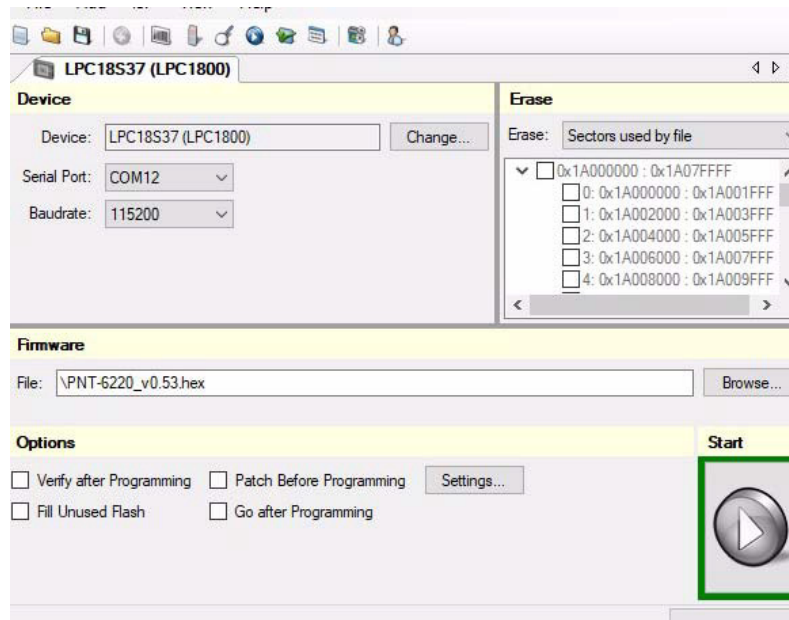 LPC18S37 (LPC1800)
Device
Device: LPC18S37 (LPC1800) Change...
Serial Port: COM12
Baudrate: 115200
Erase
Erase: Sectors used by file
0x1A000000 : 0x1A07FFFF
0: 0x1A000000 : 0x1A001FFF
1: 0x1A002000 : 0x1A003FFF
2: 0x1A004000 : 0x1A005FFF
3: 0x1A006000 : 0x1A007FFF
4: 0x1A008000 : 0x1A009FFF
Firmware
File: \PNT-6220_v0.53.hex Browse...
Options
Verify after Programming Patch Before Programming Settings...
Fill Unused Flash Go after Programming
Start